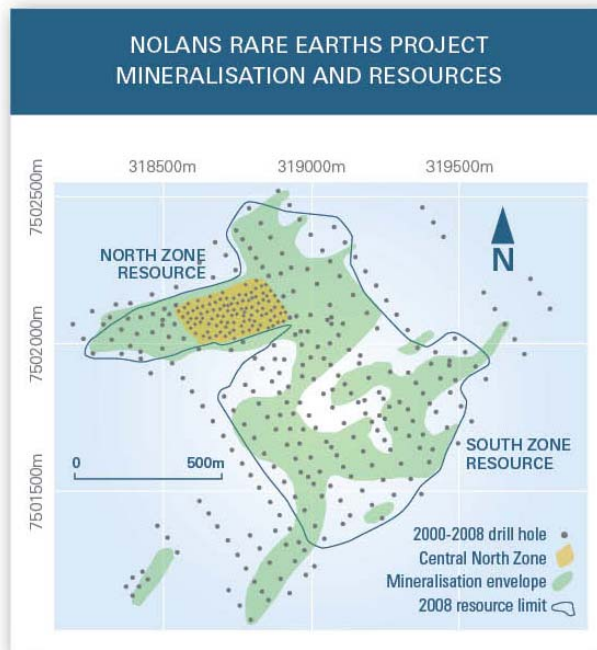 NOLANS RARE EARTHS PROJECT
MINERALISATION AND RESOURCES
318500m 319000m 319500m
7502500m
NORTH ZONE
RESOURCE
N
7502000m
0 500m
SOUTH ZONE
RESOURCE
7501500m
2000-2008 drill hole
Central North Zone
Mineralisation envelope
2008 resource limit